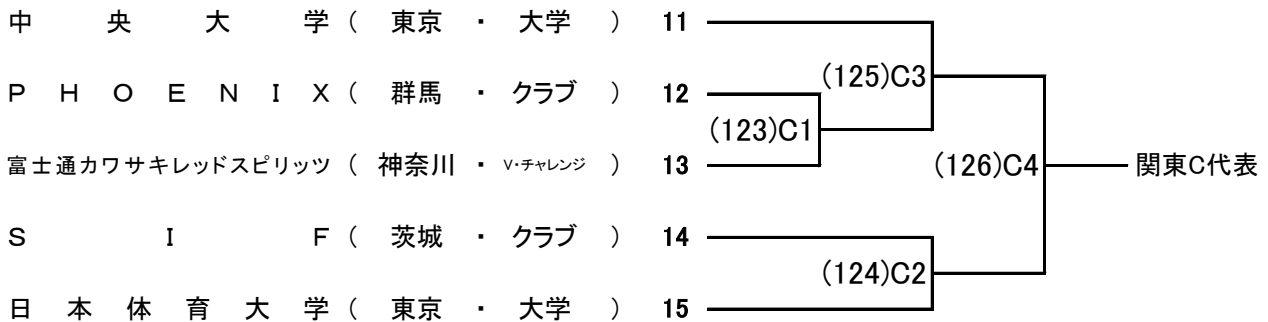 中央大学 ( 東京 ・ 大学 ) 11
(125)C3
PHOENIX ( 群馬 ・ クラブ ) 12
(123)C1
富士通カワサキレッドスピリッツ ( 神奈川 ・ V・チャレンジ ) 13
(126)C4
関東C代表
SIF ( 茨城 ・ クラブ ) 14
(124)C2
日本体育大学 ( 東京 ・ 大学 ) 15